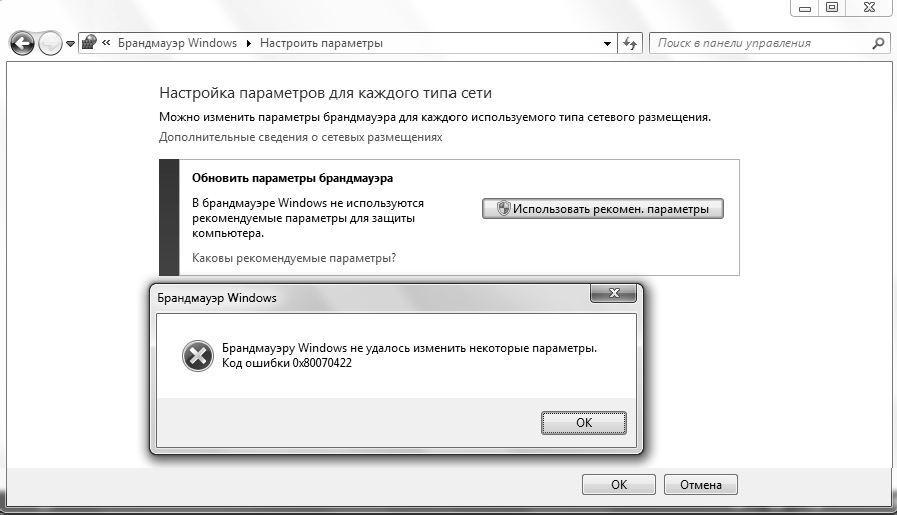 « Брандмауэр Windows ▸ Настроить параметры
Поиск в панели управления
Настройка параметров для каждого типа сети
Можно изменить параметры брандмауэра для каждого используемого типа сетевого размещения.
Дополнительные сведения о сетевых размещениях
Обновить параметры брандмауэра
В брандмауэре Windows не используются
рекомендуемые параметры для защиты
компьютера.
Использовать рекомен. параметры
Каковы рекомендуемые параметры?
Брандмауэр Windows
Брандмауэру Windows не удалось изменить некоторые параметры.
Код ошибки 0x80070422
ОК
ОК
Отмена